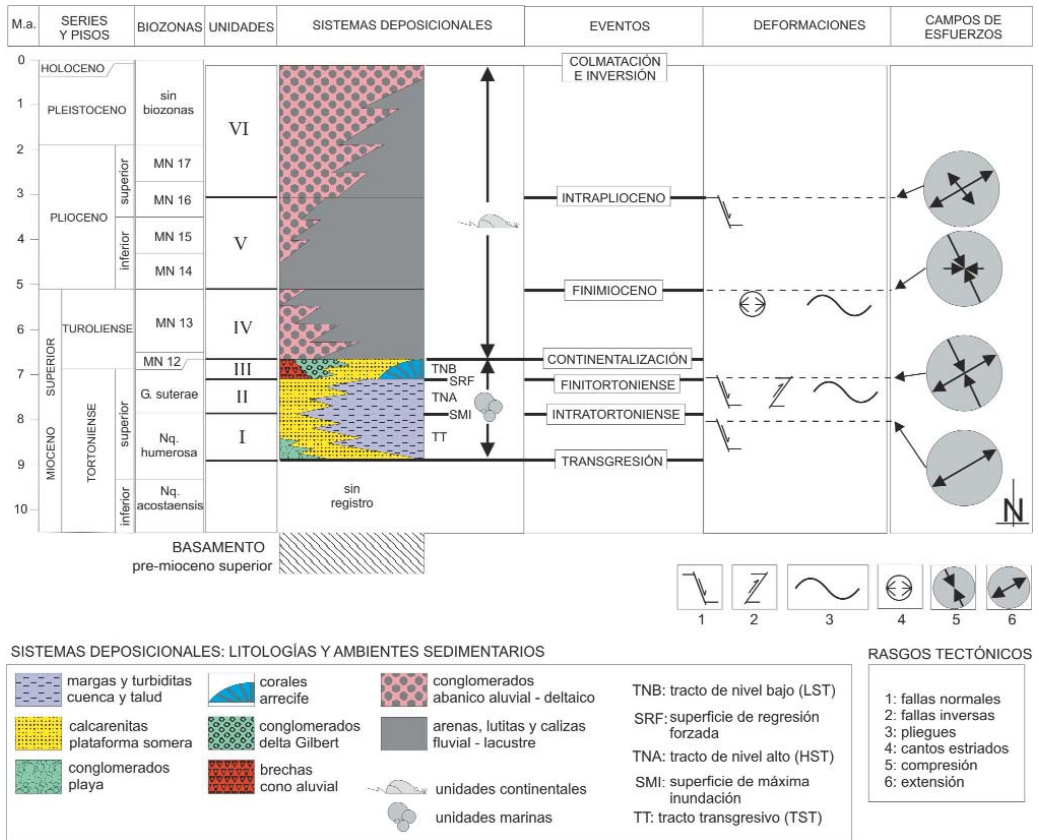 M.a.
SERIES
Y PISOS
BIOZONAS
UNIDADES
SISTEMAS DEPOSICIONALES
EVENTOS
DEFORMACIONES
CAMPOS DE
ESFUERZOS
0
1
2
3
4
5
6
7
8
9
10
HOLOCENO
PLEISTOCENO
PLIOCENO
superior
inferior
MIOCENO
SUPERIOR
TUROLIENSE
TORTONIENSE
superior
inferior
sin
biozonas
MN 17
MN 16
MN 15
MN 14
MN 13
MN 12
G. suterae
Nq.
humerosa
Nq.
acostaensis
VI
V
IV
III
II
I
TNB
SRF
TNA
SMI
TT
sin
registro
BASAMENTO
pre-mioceno superior
COLMATACIÓN
E INVERSIÓN
INTRAPLIOCENO
FINIMIOCENO
CONTINENTALIZACIÓN
FINITORTONIENSE
INTRATORTONIENSE
TRANSGRESIÓN
N
1
2
3
4
5
6
SISTEMAS DEPOSICIONALES: LITOLOGÍAS Y AMBIENTES SEDIMENTARIOS
margas y turbiditas
cuenca y talud
calcarenitas
plataforma somera
conglomerados
playa
corales
arrecife
conglomerados
delta Gilbert
brechas
cono aluvial
conglomerados
abanico aluvial - deltaico
arenas, lutitas y calizas
fluvial - lacustre
unidades continentales
unidades marinas
TNB: tracto de nivel bajo (LST)
SRF: superficie de regresión
forzada
TNA: tracto de nivel alto (HST)
SMI: superficie de máxima
inundación
TT: tracto transgresivo (TST)
RASGOS TECTÓNICOS
1: fallas normales
2: fallas inversas
3: pliegues
4: cantos estriados
5: compresión
6: extensión